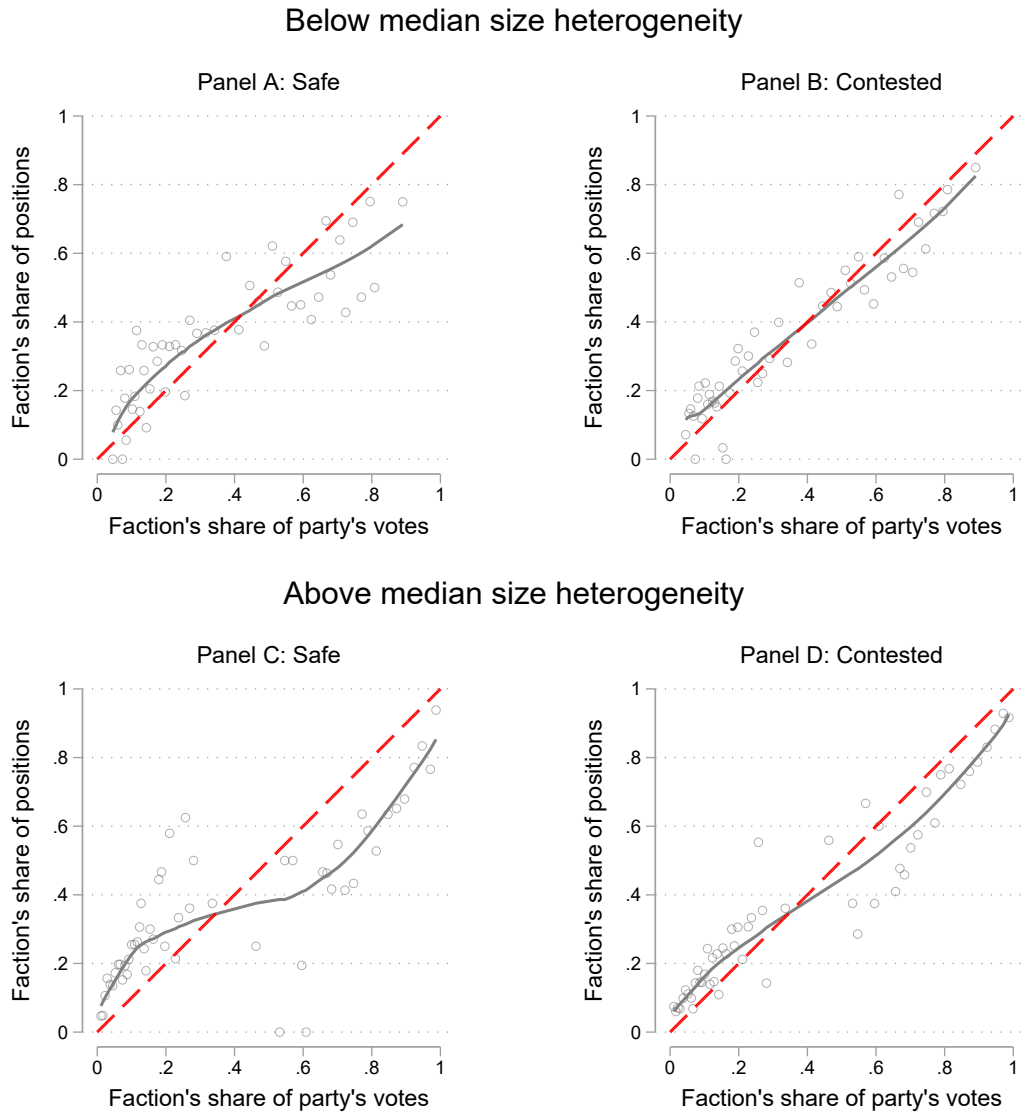 Below median size heterogeneity
Panel A: Safe
Faction's share of positions
1
.8
.6
.4
.2
0
0 .2 .4 .6 .8 1
Faction's share of party's votes
Panel B: Contested
Faction's share of positions
1
.8
.6
.4
.2
0
0 .2 .4 .6 .8 1
Faction's share of party's votes
Above median size heterogeneity
Panel C: Safe
Faction's share of positions
1
.8
.6
.4
.2
0
0 .2 .4 .6 .8 1
Faction's share of party's votes
Panel D: Contested
Faction's share of positions
1
.8
.6
.4
.2
0
0 .2 .4 .6 .8 1
Faction's share of party's votes